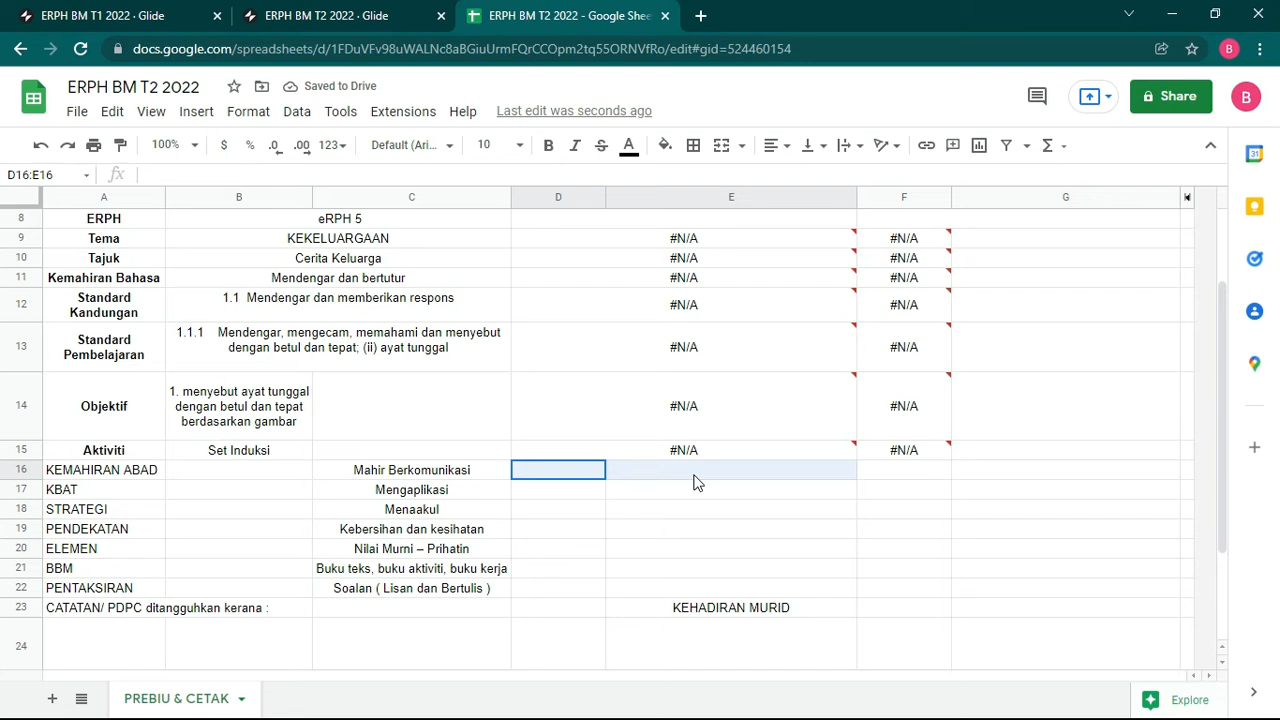 ERPH BM T1 2022 · Glide
ERPH BM T2 2022 · Glide
ERPH BM T2 2022 - Google Shee
docs.google.com/spreadsheets/d/1FDuVFv98uWALNc8aBGiuUrmFQrCCOpm2tq55ORNVfRo/edit#gid=524460154
B
ERPH BM T2 2022
Saved to Drive
File Edit View Insert Format Data Tools Extensions Help Last edit was seconds ago
Share
B
100% $ % .0 .00 123 Default (Ari... 10 B I S A
D16:E16 fx
A B C D E F G
8 ERPH eRPH 5
9 Tema KEKELUARGAAN #N/A #N/A
10 Tajuk Cerita Keluarga #N/A #N/A
11 Kemahiran Bahasa Mendengar dan bertutur #N/A #N/A
12 Standard Kandungan 1.1 Mendengar dan memberikan respons #N/A #N/A
13 Standard Pembelajaran 1.1.1 Mendengar, mengecam, memahami dan menyebut dengan betul dan tepat; (ii) ayat tunggal #N/A #N/A
14 Objektif 1. menyebut ayat tunggal dengan betul dan tepat berdasarkan gambar #N/A #N/A
15 Aktiviti Set Induksi #N/A #N/A
16 KEMAHIRAN ABAD Mahir Berkomunikasi
17 KBAT Mengaplikasi
18 STRATEGI Menaakul
19 PENDEKATAN Kebersihan dan kesihatan
20 ELEMEN Nilai Murni – Prihatin
21 BBM Buku teks, buku aktiviti, buku kerja
22 PENTAKSIRAN Soalan ( Lisan dan Bertulis )
23 CATATAN/ PDPC ditangguhkan kerana : KEHADIRAN MURID
24
PREBIU & CETAK
Explore
31